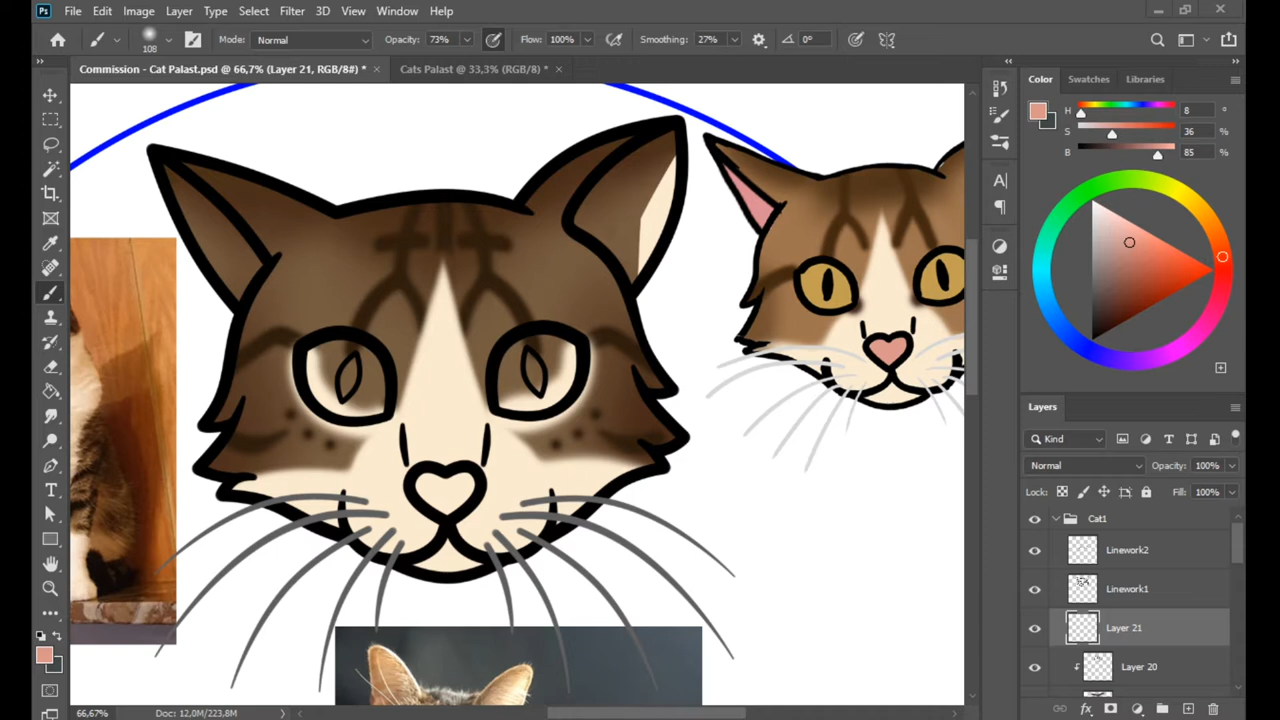 Ps File Edit Image Layer Type Select Filter 3D View Window Help
108 Mode: Normal Opacity: 73% Flow: 100% Smoothing: 27% 0°
Commission - Cat Palast.psd @ 66,7% (Layer 21, RGB/8#) * Cats Palast @ 33,3% (RGB/8) *
Color Swatches Libraries
H 8 °
S 36 %
B 85 %
Layers
Kind
Normal Opacity: 100%
Lock: Fill: 100%
Cat1
Linework2
Linework1
Layer 21
Layer 20
66,67% Doc: 12,0M/223,8M